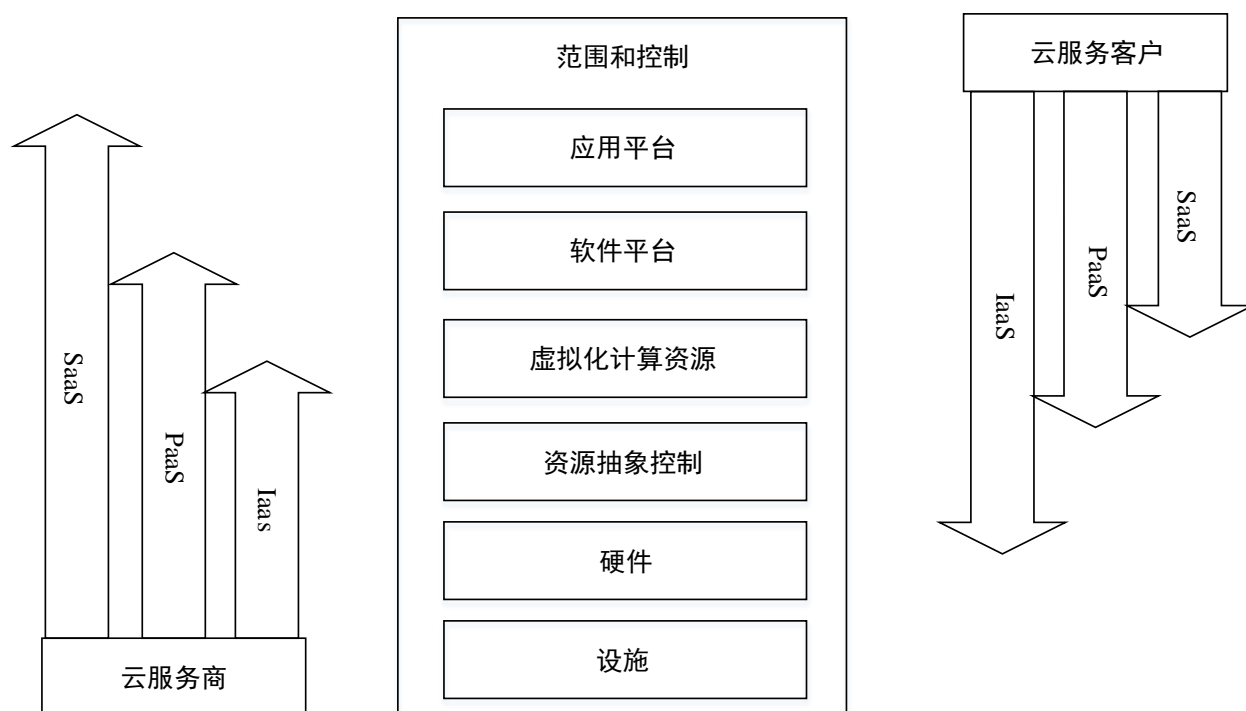 范围和控制
应用平台
软件平台
虚拟化计算资源
资源抽象控制
硬件
设施
SaaS
PaaS
Iaas
云服务商
云服务客户
IaaS
PaaS
SaaS